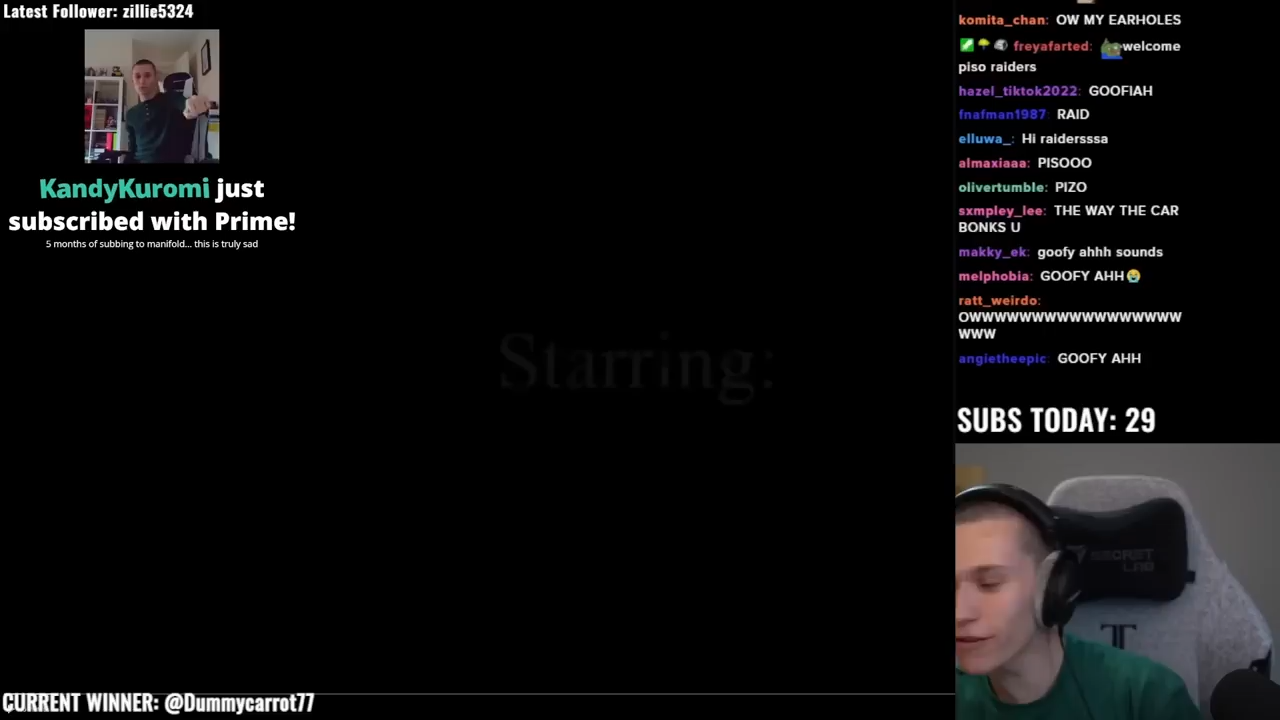 Latest Follower: zillie5324
KandyKuromi just
subscribed with Prime!
5 months of subbing to manifold... this is truly sad
Starring:
CURRENT WINNER: @Dummycarrot77
komita_chan: OW MY EARHOLES
freyafarted: welcome
piso raiders
hazel_tiktok2022: GOOFIAH
fnafman1987: RAID
elluwa_: Hi raidersssa
almaxiaaa: PISOOO
olivertumble: PIZO
sxmpley_lee: THE WAY THE CAR
BONKS U
makky_ek: goofy ahhh sounds
melphobia: GOOFY AHH😭
ratt_weirdo:
OWWWWWWWWWWWWWWWWW
WWW
angietheepic: GOOFY AHH
SUBS TODAY: 29
SECRET
LAB